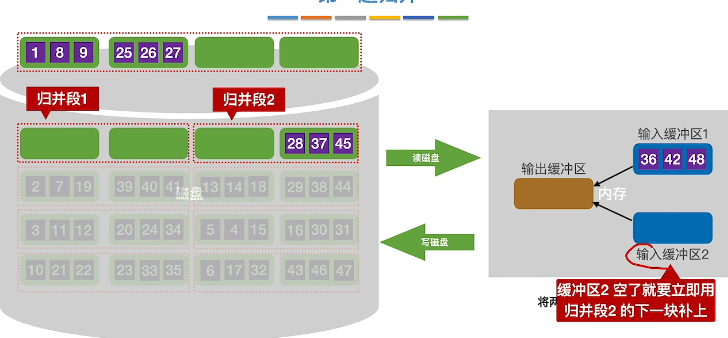 1 8 9 25 26 27
归并段1 归并段2
28 37 45
2 7 19 39 40 41 13 14 18 29 38 44
磁盘
3 11 12 20 24 34 5 4 15 16 30 31
10 21 22 23 33 35 6 17 32 43 46 47
读磁盘
写磁盘
输入缓冲区1
36 42 48
输出缓冲区
内存
输入缓冲区2
缓冲区2 空了就要立即用
归并段2 的下一块补上
将两